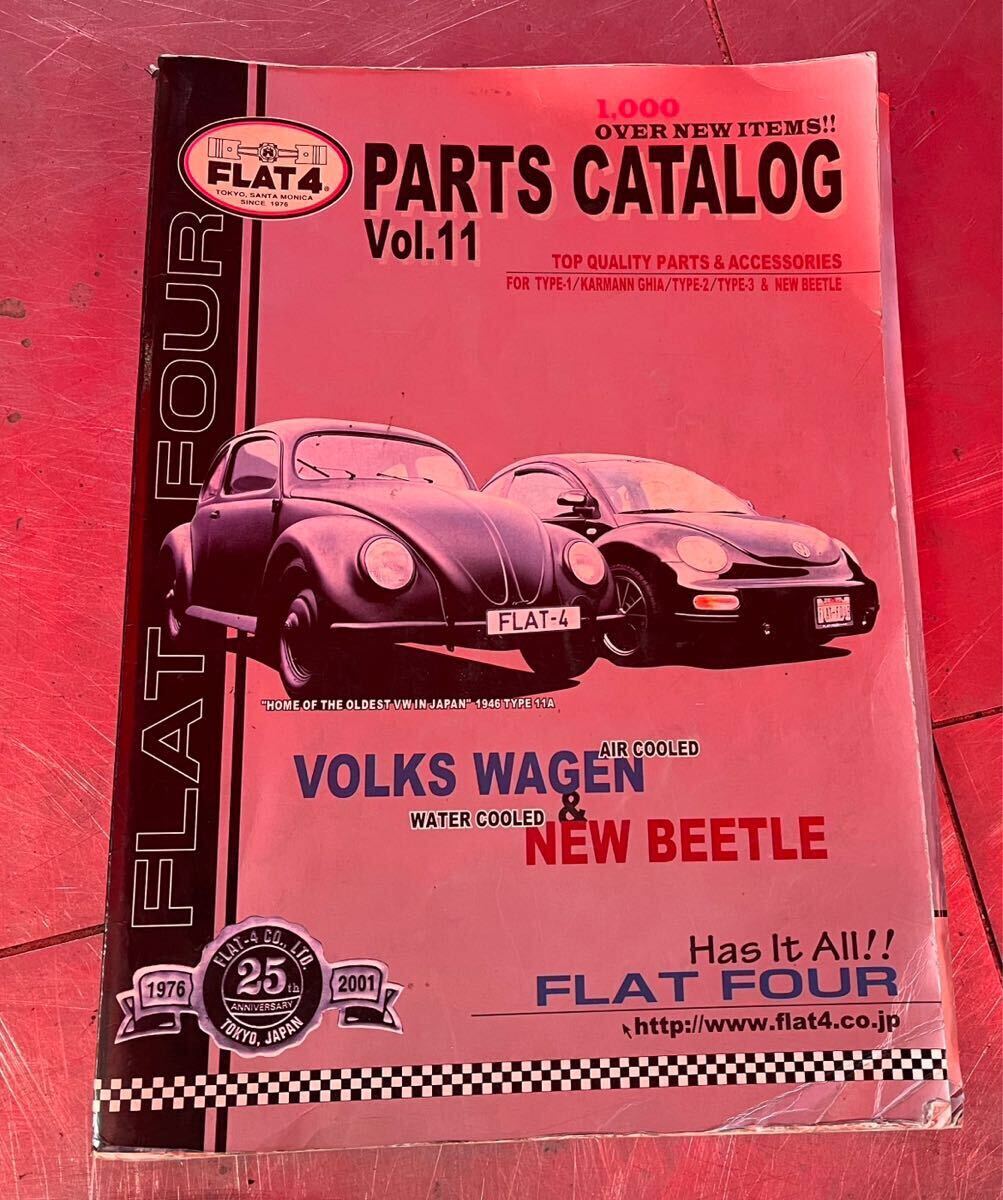 1,000
OVER NEW ITEMS!!
FLAT4®
TOKYO, SANTA MONICA
SINCE. 1976
PARTS CATALOG
Vol.11
TOP QUALITY PARTS & ACCESSORIES
FOR TYPE-1/KARMANN GHIA/TYPE-2/TYPE-3 & NEW BEETLE
FLAT FOUR
FLAT-4
"HOME OF THE OLDEST VW IN JAPAN" 1946 TYPE 11A
AIR COOLED
VOLKS WAGEN
&
WATER COOLED
NEW BEETLE
FLAT-4 CO., LTD.
1976 25th 2001
ANNIVERSARY
TOKYO, JAPAN
Has It All!!
FLAT FOUR
http://www.flat4.co.jp